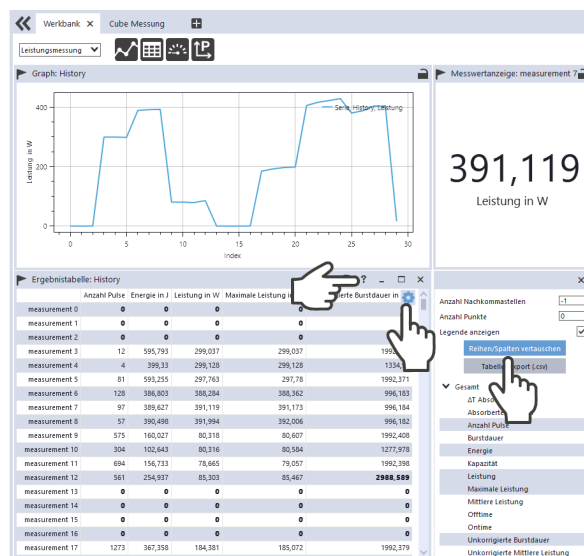 Werkbank Cube Messung
Leistungsmessung
Graph: History
Messwertanzeige: measurement 7
400
200
0
Leistung in W
Serie, History, Leistung
0 5 10 15 20 25 30
Index
391,119
Leistung in W
Ergebnistabelle: History
Anzahl Pulse Energie in J Leistung in W Maximale Leistung in Burstdauer in
measurement 0 0 0 0 0
measurement 1 0 0 0 0
measurement 2 0 0 0 0
measurement 3 12 595,793 299,037 299,037
measurement 4 4 399,33 299,128 299,128
measurement 5 81 593,255 297,763 297,78 1992,371
measurement 6 128 386,803 388,284 388,362 996,183
measurement 7 97 389,627 391,119 391,173 996,184
measurement 8 57 390,498 391,994 392,006 996,182
measurement 9 575 160,027 80,318 80,607 1992,408
measurement 10 304 102,643 80,316 80,584 1277,978
measurement 11 694 156,733 78,665 79,057 1992,398
measurement 12 561 254,937 85,303 85,467 2988,589
measurement 13 0 0 0 0 0
measurement 14 0 0 0 0 0
measurement 15 0 0 0 0 0
measurement 16 0 0 0 0 0
measurement 17 1273 367,358 184,381 185,072 1992,379
Anzahl Nachkommastellen -1
Anzahl Punkte 0
Legende anzeigen
Reihen/Spalten vertauschen
(.csv)
Gesamt
ΔT
Anzahl Pulse
Burstdauer
Energie
Kapazität
Leistung
Maximale Leistung
Mittlere Leistung
Offtime
Ontime
Unkorrigierte Burstdauer
Unkorrigierte Mittlere Leistung